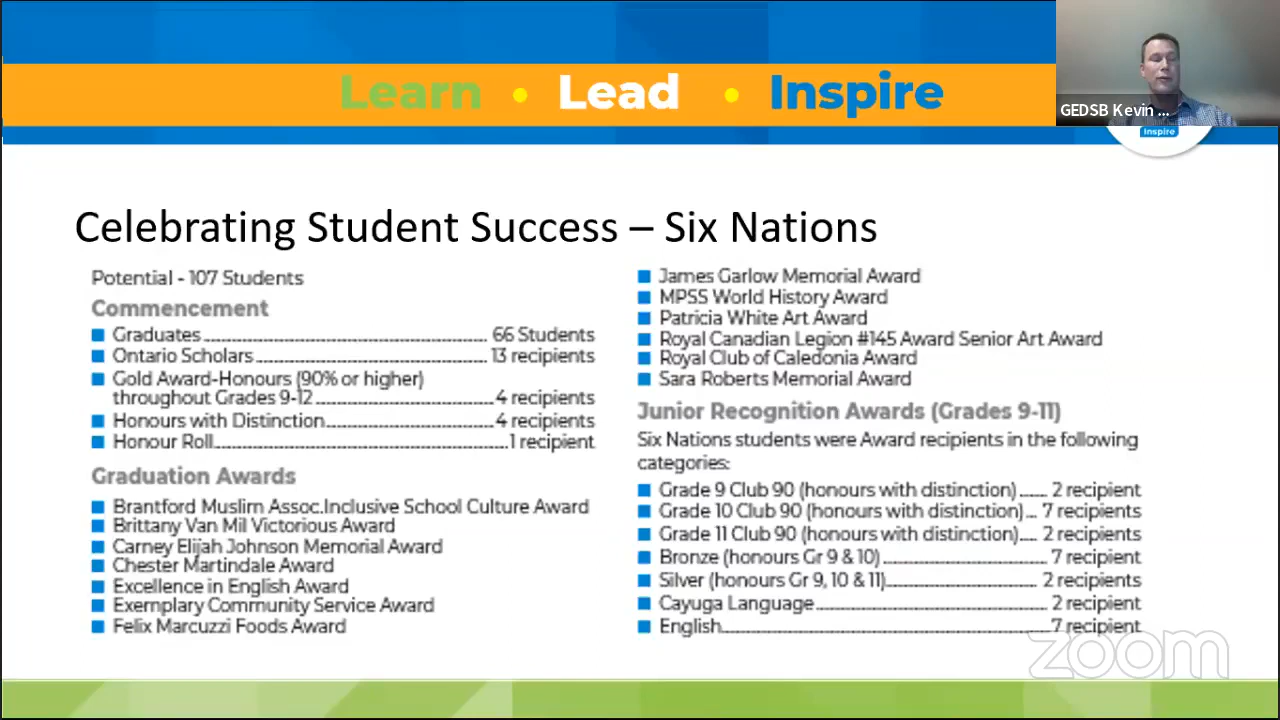 Learn • Lead • Inspire
GEDSB Kevin ...
Inspire
Celebrating Student Success – Six Nations
Potential - 107 Students
Commencement
Graduates 66 Students
Ontario Scholars 13 recipients
Gold Award-Honours (90% or higher)
throughout Grades 9-12 4 recipients
Honours with Distinction 4 recipients
Honour Roll 1 recipient
Graduation Awards
Brantford Muslim Assoc.Inclusive School Culture Award
Brittany Van Mil Victorious Award
Carney Elijah Johnson Memorial Award
Chester Martindale Award
Excellence in English Award
Exemplary Community Service Award
Felix Marcuzzi Foods Award
James Garlow Memorial Award
MPSS World History Award
Patricia White Art Award
Royal Canadian Legion #145 Award Senior Art Award
Royal Club of Caledonia Award
Sara Roberts Memorial Award
Junior Recognition Awards (Grades 9-11)
Six Nations students were Award recipients in the following
categories:
Grade 9 Club 90 (honours with distinction) 2 recipient
Grade 10 Club 90 (honours with distinction) 7 recipients
Grade 11 Club 90 (honours with distinction) 2 recipients
Bronze (honours Gr 9 & 10) 7 recipient
Silver (honours Gr 9, 10 & 11) 2 recipients
Cayuga Language 2 recipient
English 7 recipient
zoom